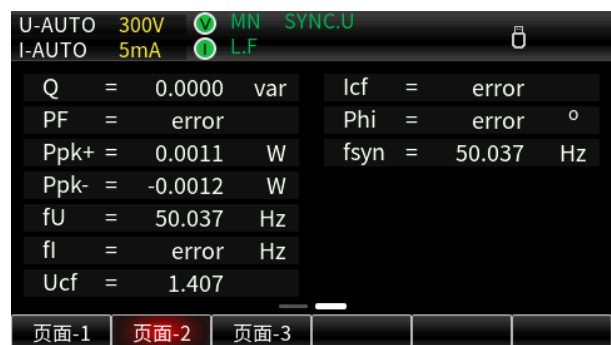 U-AUTO 300V V MN SYNC.U
I-AUTO 5mA I L.F
Q = 0.0000 var
PF = error
Ppk+ = 0.0011 W
Ppk- = -0.0012 W
fU = 50.037 Hz
fI = error Hz
Ucf = 1.407
Icf = error
Phi = error °
fsyn = 50.037 Hz
页面-1 页面-2 页面-3